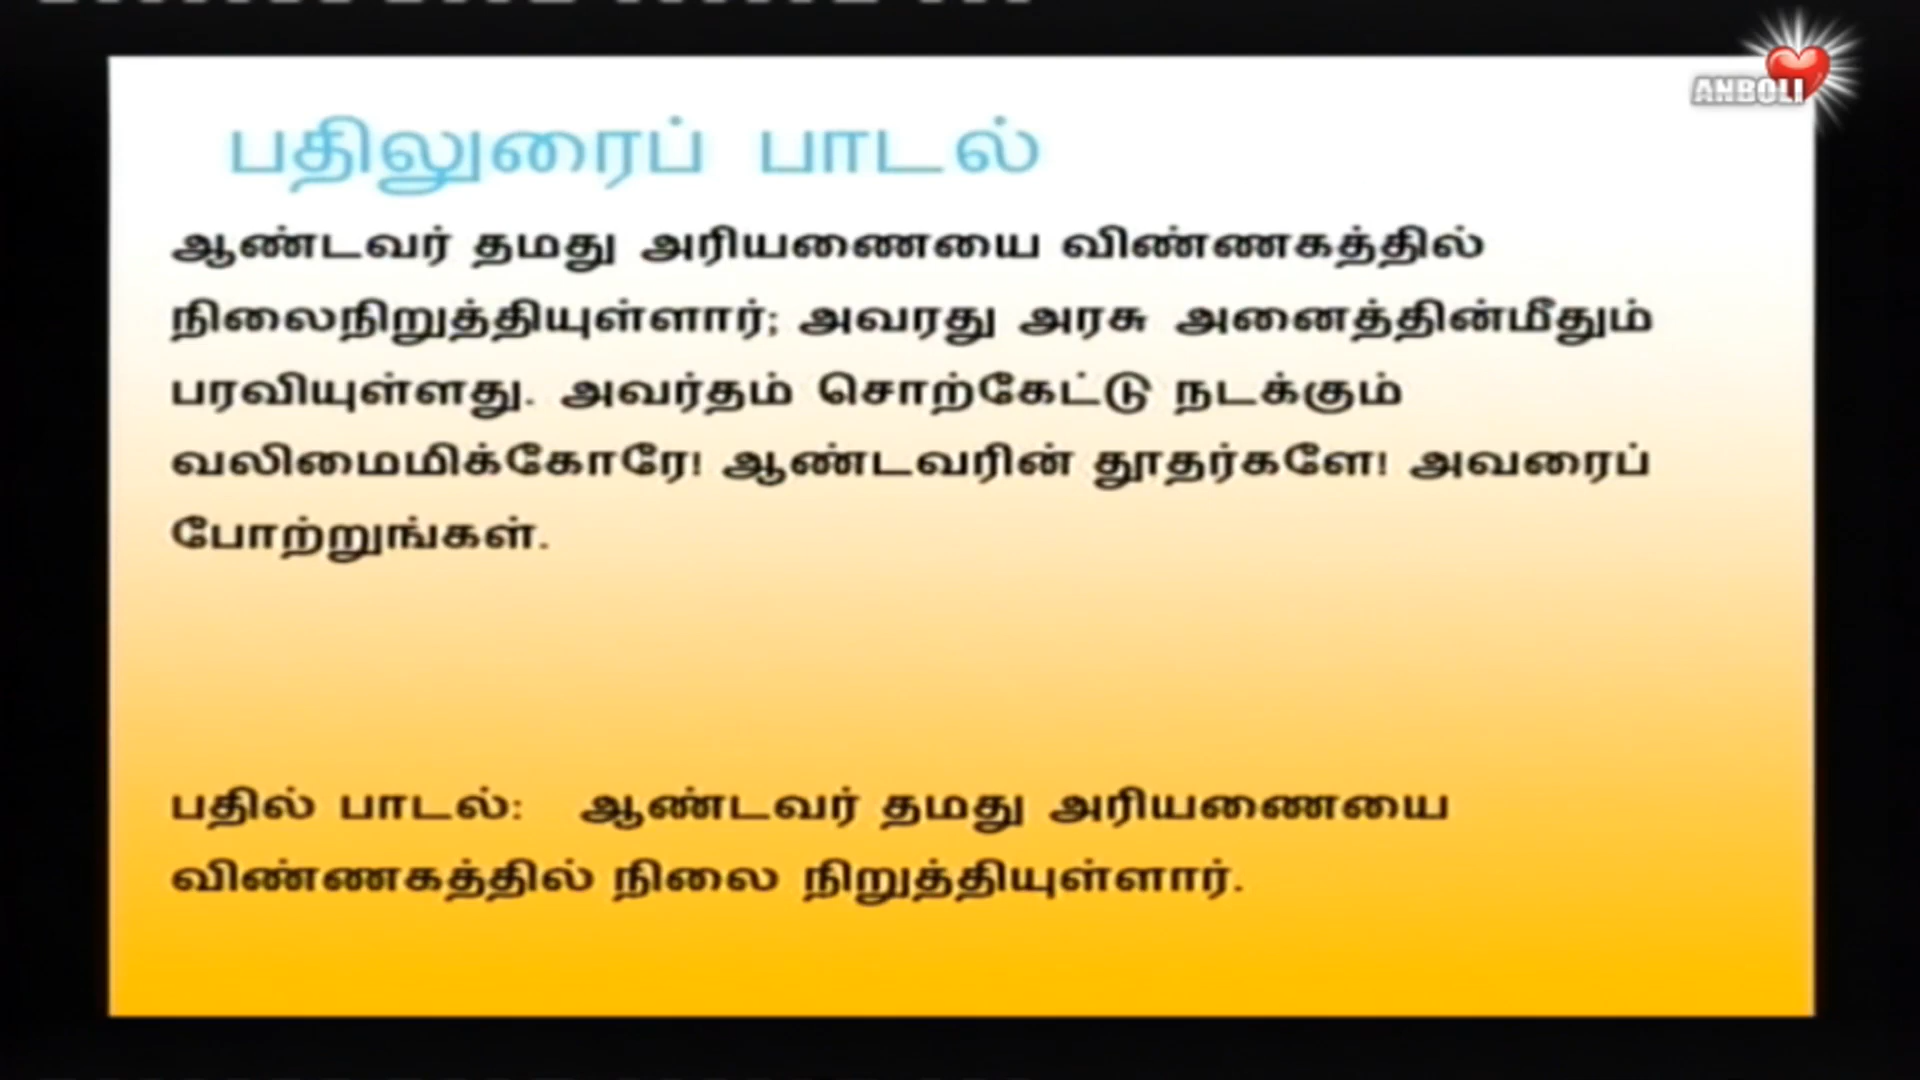 ANBOLI
பதிலுரைப் பாடல்
ஆண்டவர் தமது அரியணையை விண்ணகத்தில்
நிலைநிறுத்தியுள்ளார்; அவரது அரசு அனைத்தின்மீதும்
பரவியுள்ளது. அவர்தம் சொற்கேட்டு நடக்கும்
வலிமைமிக்கோரே! ஆண்டவரின் தூதர்களே! அவரைப்
போற்றுங்கள்.
பதில் பாடல்: ஆண்டவர் தமது அரியணையை
விண்ணகத்தில் நிலை நிறுத்தியுள்ளார்.